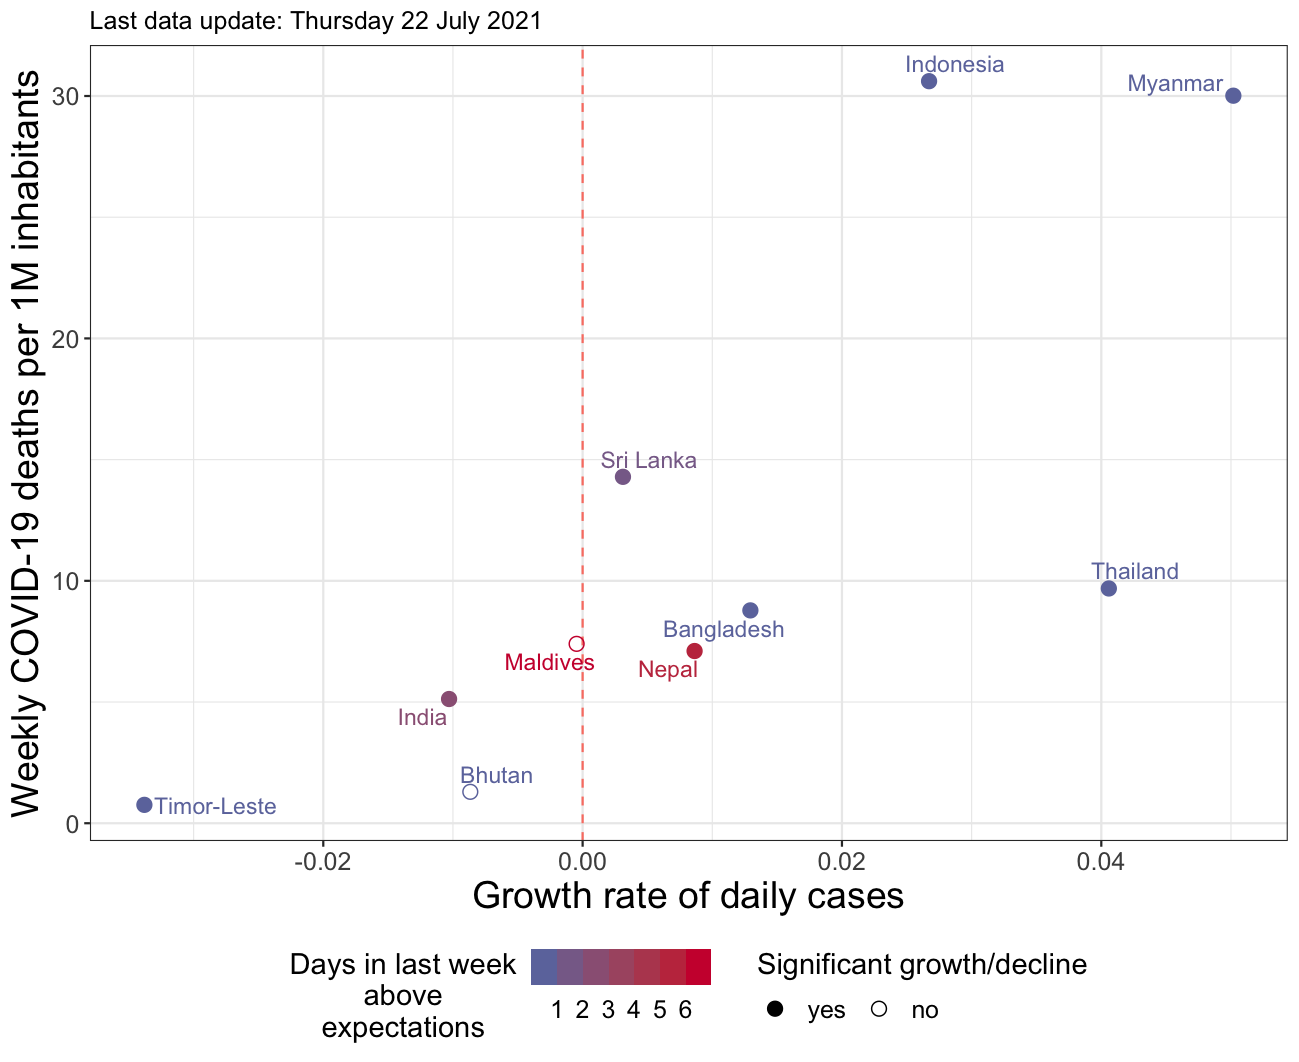 Last data update: Thursday 22 July 2021
Weekly COVID-19 deaths per 1M inhabitants
30
20
10
0
Indonesia
Myanmar
Sri Lanka
Thailand
Bangladesh
Maldives
Nepal
India
Bhutan
Timor-Leste
-0.02 0.00 0.02 0.04
Growth rate of daily cases
Days in last week
above
expectations
1 2 3 4 5 6
Significant growth/decline
yes no